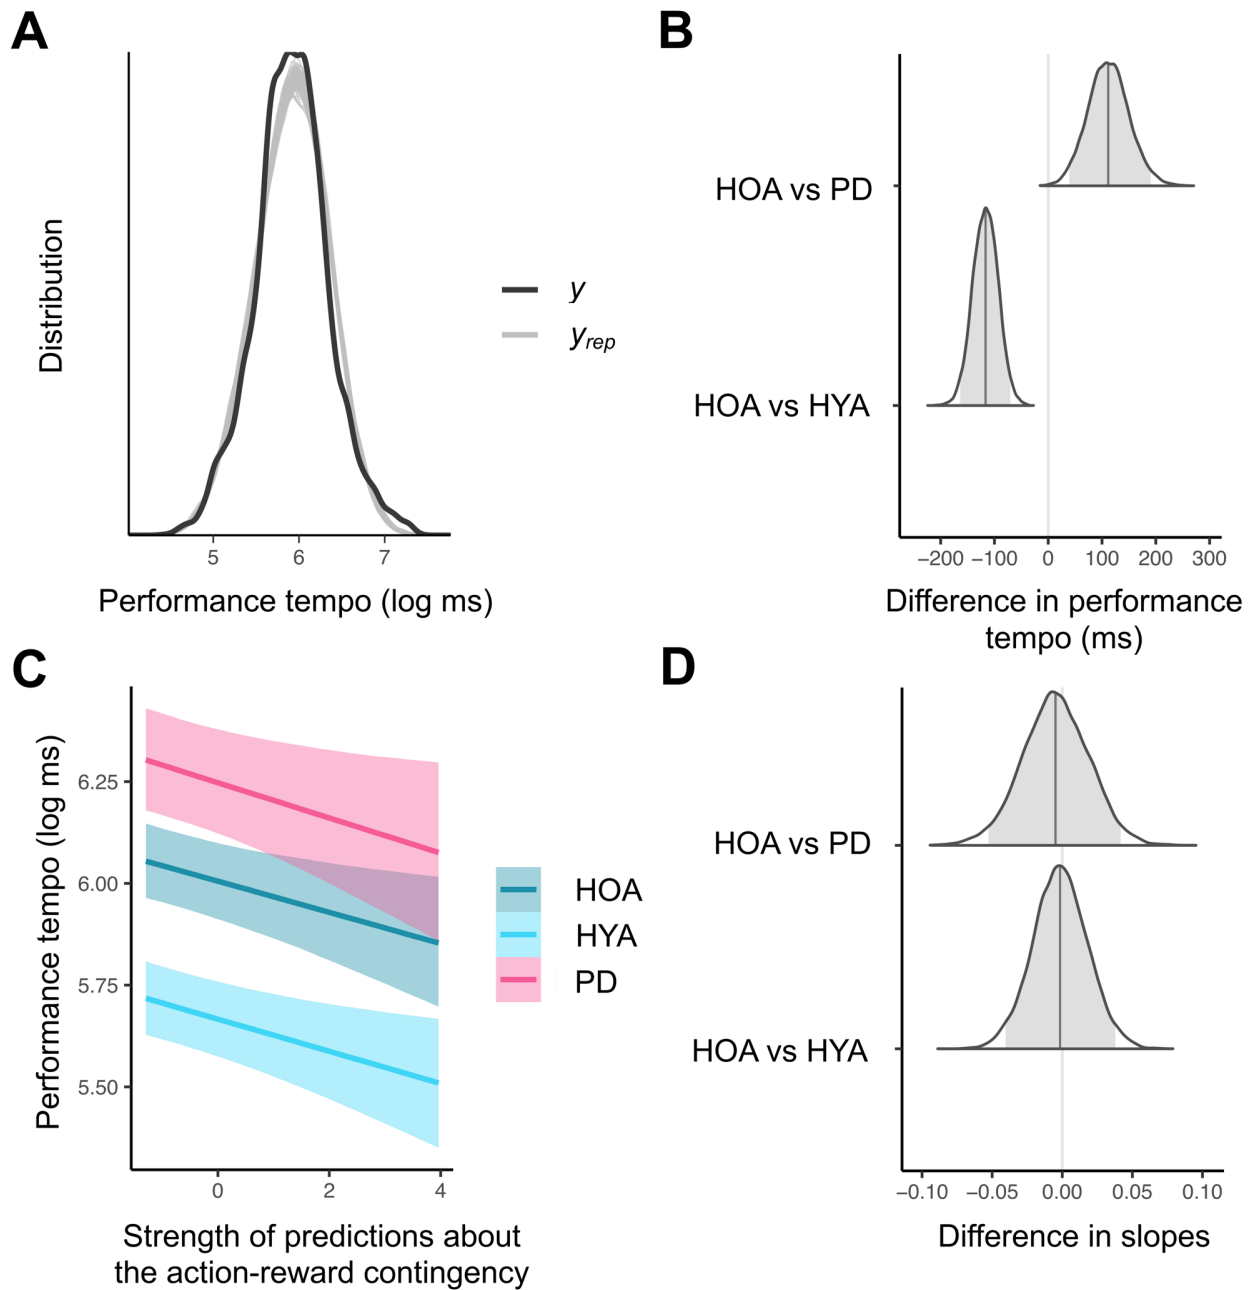 A
Distribution
5 6 7
Performance tempo (log ms)
y
yrep
B
HOA vs PD
HOA vs HYA
−200 −100 0 100 200 300
Difference in performance
tempo (ms)
C
Performance tempo (log ms)
6.25
6.00
5.75
5.50
0 2 4
Strength of predictions about
the action-reward contingency
HOA
HYA
PD
D
HOA vs PD
HOA vs HYA
−0.10 −0.05 0.00 0.05 0.10
Difference in slopes